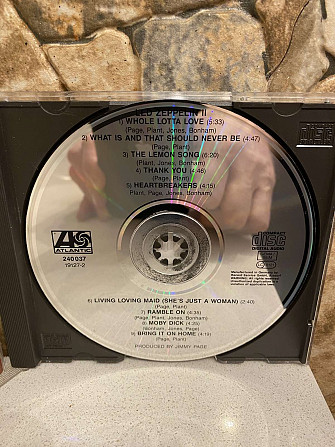 LED ZEPPELIN II
1) WHOLE LOTTA LOVE (5:33)
(Page, Plant, Jones, Bonham)
2) WHAT IS AND THAT SHOULD NEVER BE (4:47)
(Page, Plant)
3) THE LEMON SONG (6:20)
(Page, Plant, Jones, Bonham)
4) THANK YOU (4:46)
(Page, Plant)
5) HEARTBREAKERS (4:15)
(Page, Plant, Jones, Bonham)
ATLANTIC
240 037
19127-2
COMPACT
disc
DIGITAL AUDIO
6) LIVING LOVING MAID (SHE'S JUST A WOMAN) (2:40)
(Page, Plant)
7) RAMBLE ON (4:35)
(Page, Plant, Jones, Bonham)
8) MOBY DICK (4:25)
(Bonham, Jones, Page)
9) BRING IT ON HOME (4:19)
(Page, Plant)
PRODUCED BY JIMMY PAGE